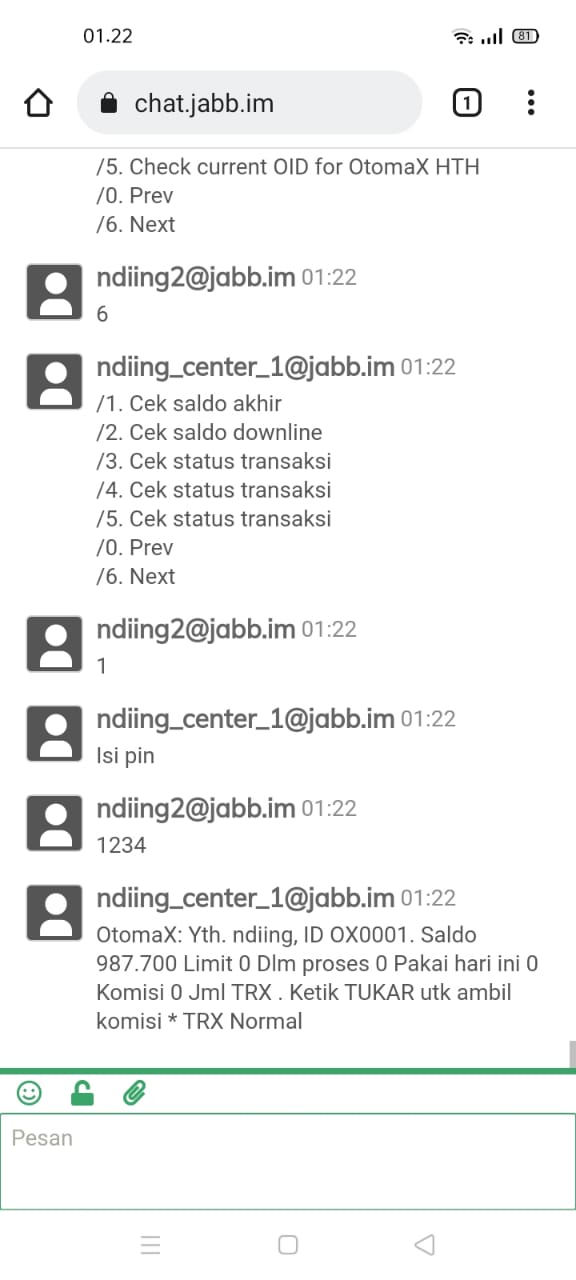 01.22
81
chat.jabb.im
1
/5. Check current OID for OtomaX HTH
/0. Prev
/6. Next
ndiing2@jabb.im 01:22
6
ndiing_center_1@jabb.im 01:22
/1. Cek saldo akhir
/2. Cek saldo downline
/3. Cek status transaksi
/4. Cek status transaksi
/5. Cek status transaksi
/0. Prev
/6. Next
ndiing2@jabb.im 01:22
1
ndiing_center_1@jabb.im 01:22
Isi pin
ndiing2@jabb.im 01:22
1234
ndiing_center_1@jabb.im 01:22
OtomaX: Yth. ndiing, ID OX0001. Saldo
987.700 Limit 0 Dlm proses 0 Pakai hari ini 0
Komisi 0 Jml TRX . Ketik TUKAR utk ambil
komisi * TRX Normal
Pesan